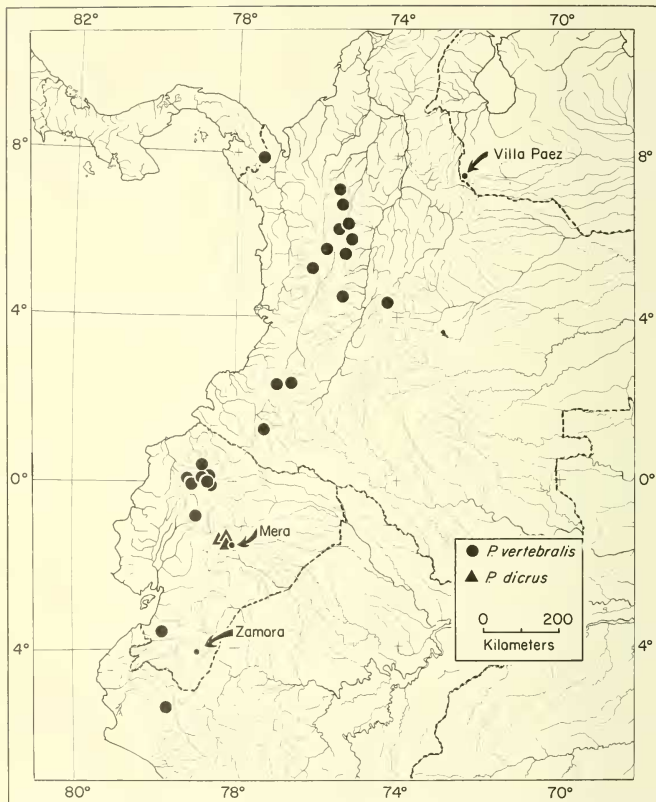 82° 78° 74° 70°
Villa Paez
8° 8°
4° 4°
0° 0°
Mera
P. vertebralis
P. dicrus
0 200
Kilometers
Zamora
4° 4°
80° 78° 74° 70°